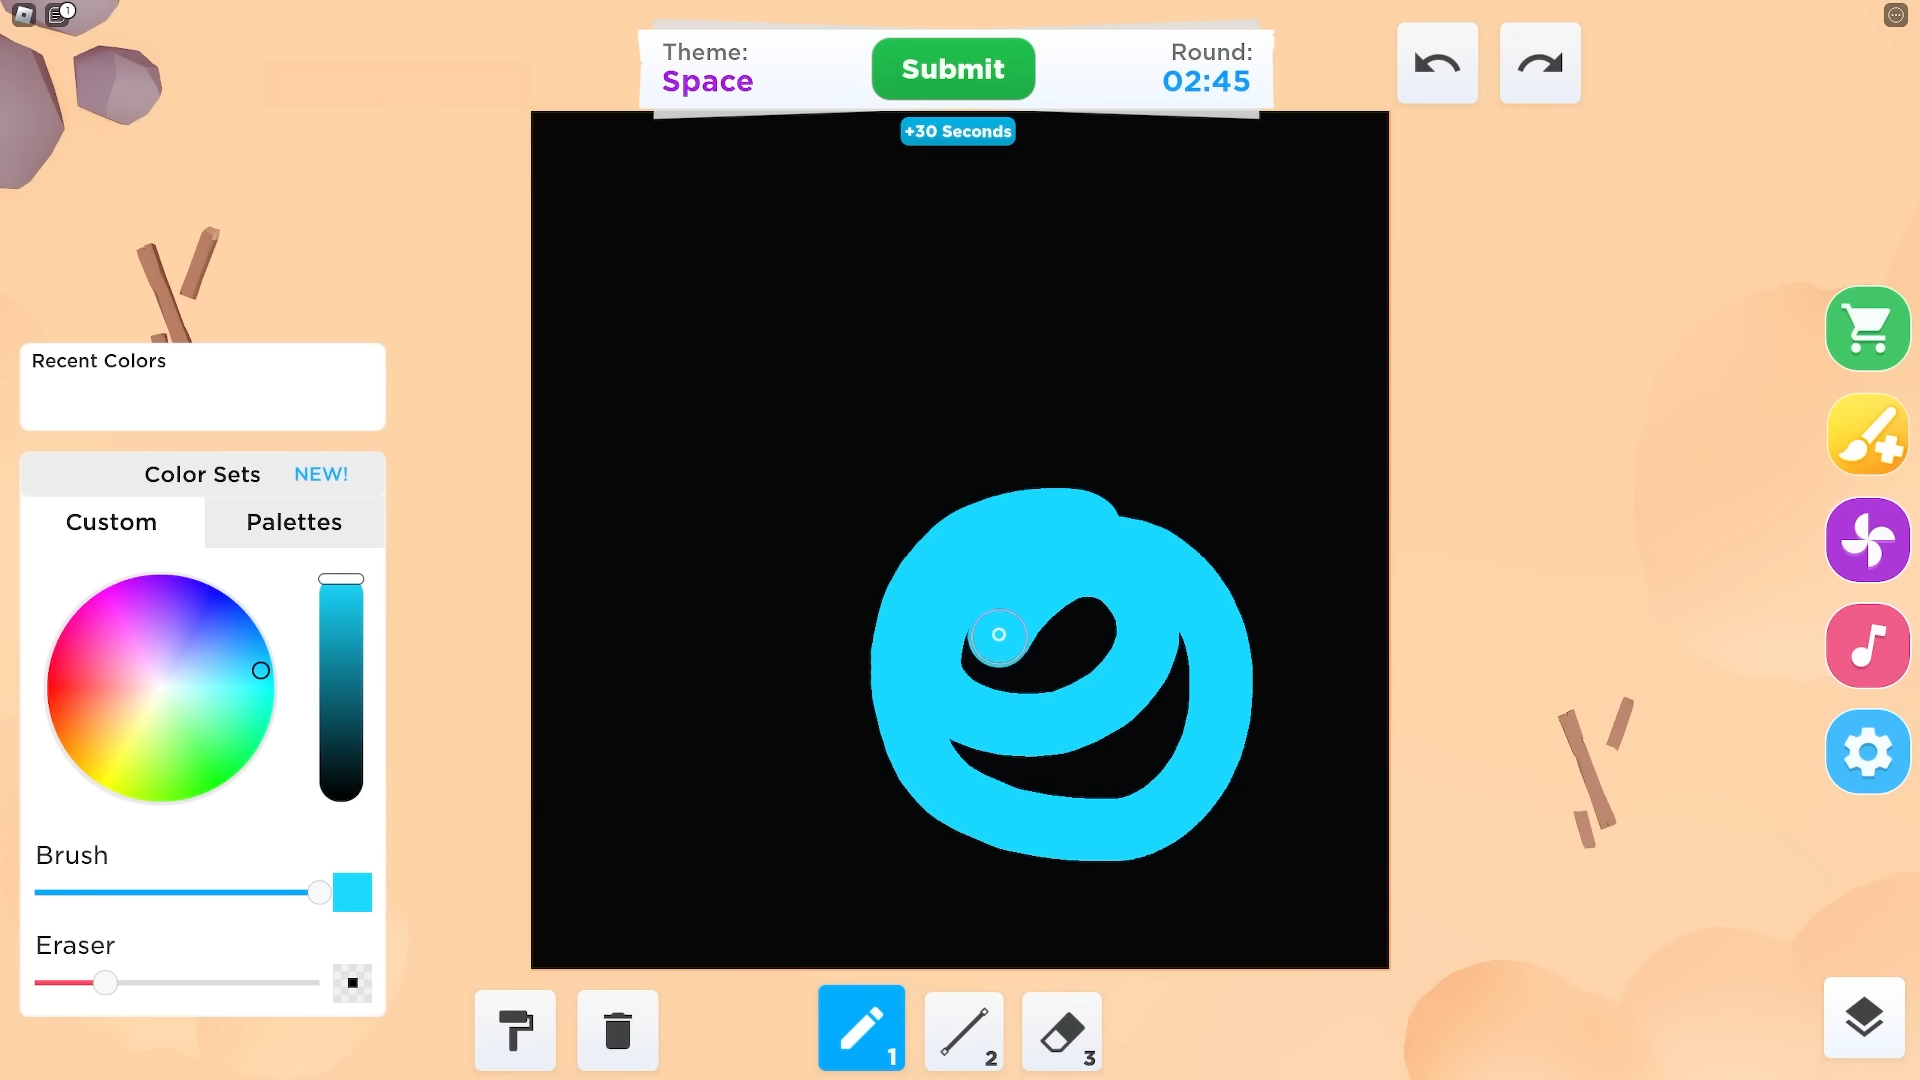 1
Theme:
Space
Submit
Round:
02:45
+30 Seconds
Recent Colors
Color Sets NEW!
Custom
Palettes
Brush
Eraser
1
2
3